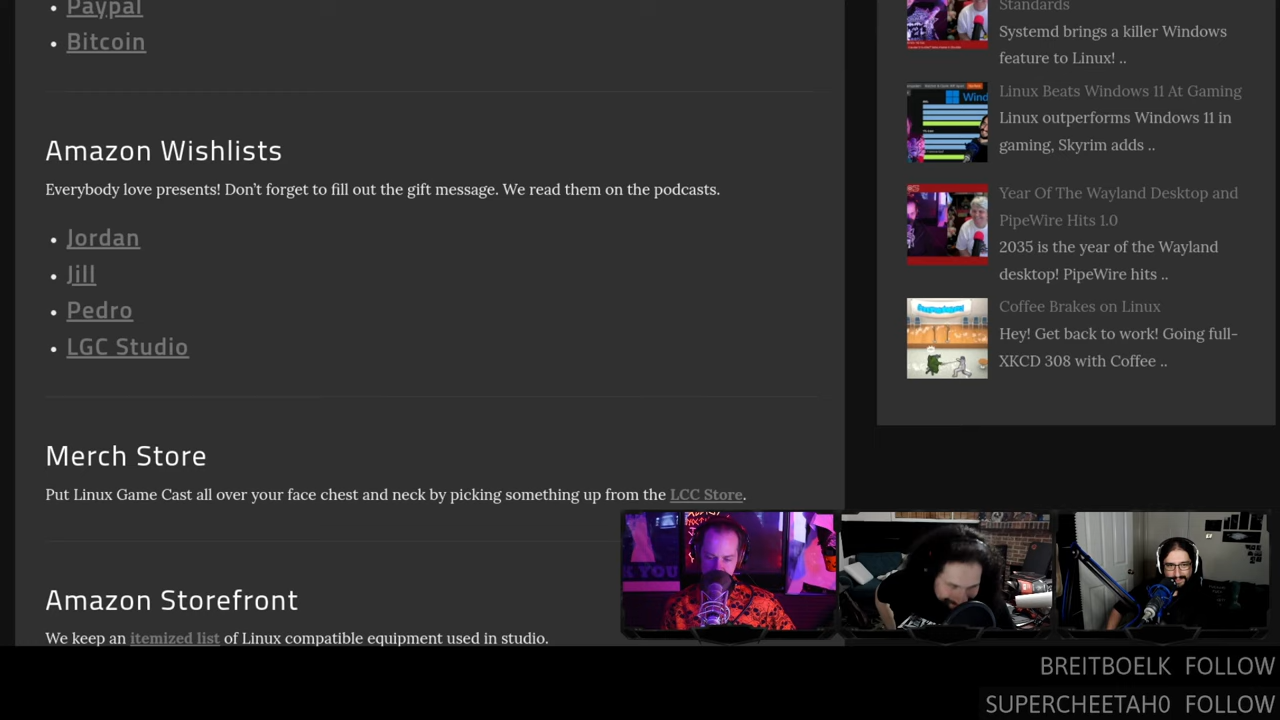 Paypal
Bitcoin
Amazon Wishlists
Everybody love presents! Don't forget to fill out the gift message. We read them on the podcasts.
Jordan
Jill
Pedro
LGC Studio
Merch Store
Put Linux Game Cast all over your face chest and neck by picking something up from the LCC Store.
Amazon Storefront
We keep an itemized list of Linux compatible equipment used in studio.
Standards
Systemd brings a killer Windows
feature to Linux! ..
Linux Beats Windows 11 At Gaming
Linux outperforms Windows 11 in
gaming, Skyrim adds ..
Year Of The Wayland Desktop and
PipeWire Hits 1.0
2035 is the year of the Wayland
desktop! PipeWire hits ..
Coffee Brakes on Linux
Hey! Get back to work! Going full-
XKCD 308 with Coffee ..
BREITBOELK FOLLOW
SUPERCHEETAH0 FOLLOW